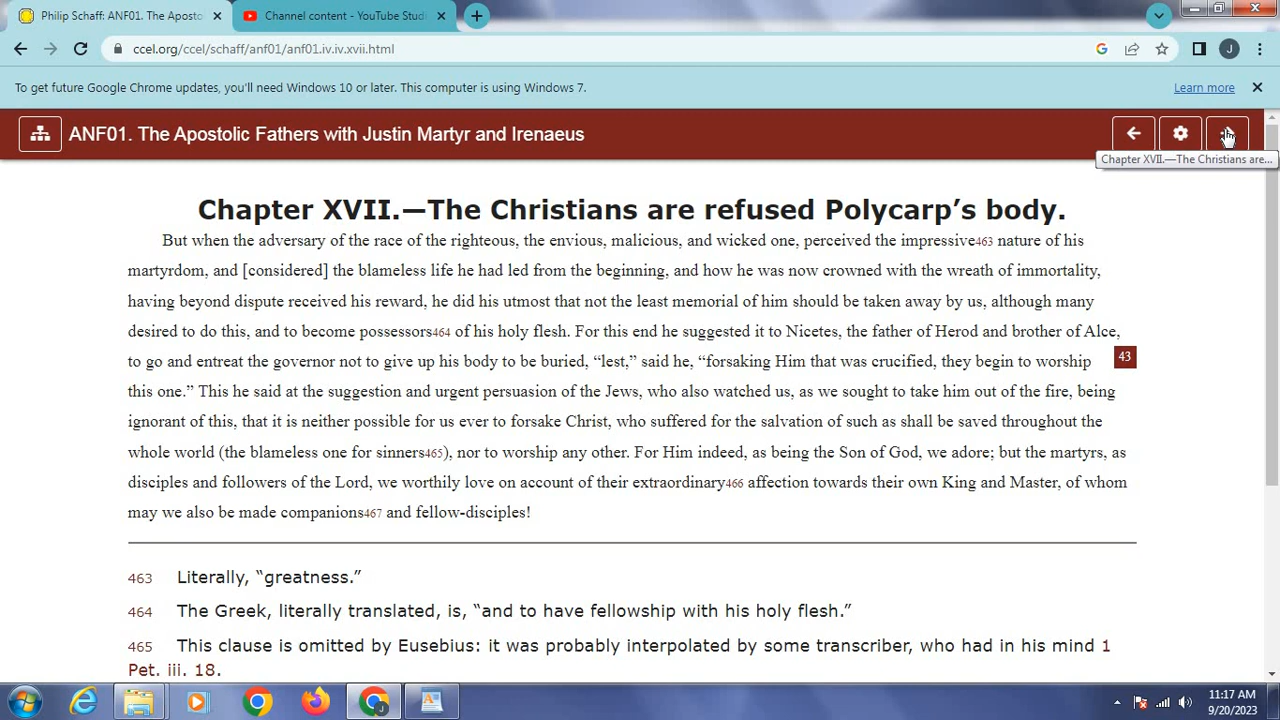 Philip Schaff: ANF01. The Aposto
Channel content - YouTube Stud
ccel.org/ccel/schaff/anf01/anf01.iv.iv.xvii.html
J
To get future Google Chrome updates, you'll need Windows 10 or later. This computer is using Windows 7.
Learn more
ANF01. The Apostolic Fathers with Justin Martyr and Irenaeus
Chapter XVII.—The Christians are...
Chapter XVII.—The Christians are refused Polycarp’s body.
But when the adversary of the race of the righteous, the envious, malicious, and wicked one, perceived the impressive463 nature of his
martyrdom, and [considered] the blameless life he had led from the beginning, and how he was now crowned with the wreath of immortality,
having beyond dispute received his reward, he did his utmost that not the least memorial of him should be taken away by us, although many
desired to do this, and to become possessors464 of his holy flesh. For this end he suggested it to Nicetes, the father of Herod and brother of Alce,
to go and entreat the governor not to give up his body to be buried, “lest,” said he, “forsaking Him that was crucified, they begin to worship
43
this one.” This he said at the suggestion and urgent persuasion of the Jews, who also watched us, as we sought to take him out of the fire, being
ignorant of this, that it is neither possible for us ever to forsake Christ, who suffered for the salvation of such as shall be saved throughout the
whole world (the blameless one for sinners465), nor to worship any other. For Him indeed, as being the Son of God, we adore; but the martyrs, as
disciples and followers of the Lord, we worthily love on account of their extraordinary466 affection towards their own King and Master, of whom
may we also be made companions467 and fellow-disciples!
463 Literally, “greatness.”
464 The Greek, literally translated, is, “and to have fellowship with his holy flesh.”
465 This clause is omitted by Eusebius: it was probably interpolated by some transcriber, who had in his mind 1
Pet. iii. 18.
J
11:17 AM
9/20/2023